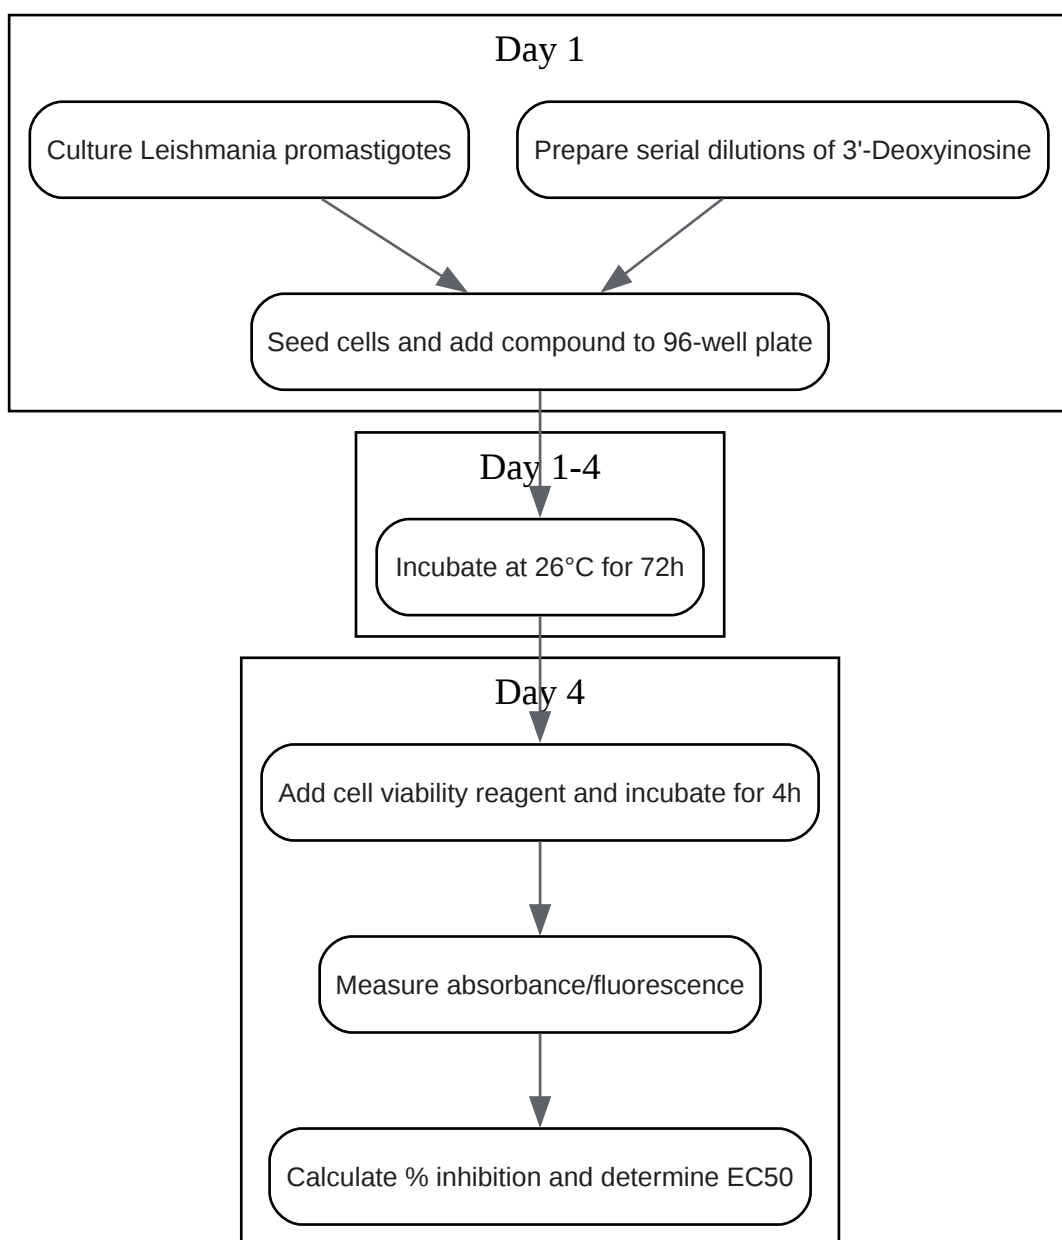 Day 1
Culture Leishmania promastigotes
Prepare serial dilutions of 3'-Deoxyinosine
Seed cells and add compound to 96-well plate
Day 1-4
Incubate at 26°C for 72h
Day 4
Add cell viability reagent and incubate for 4h
Measure absorbance/fluorescence
Calculate % inhibition and determine EC50